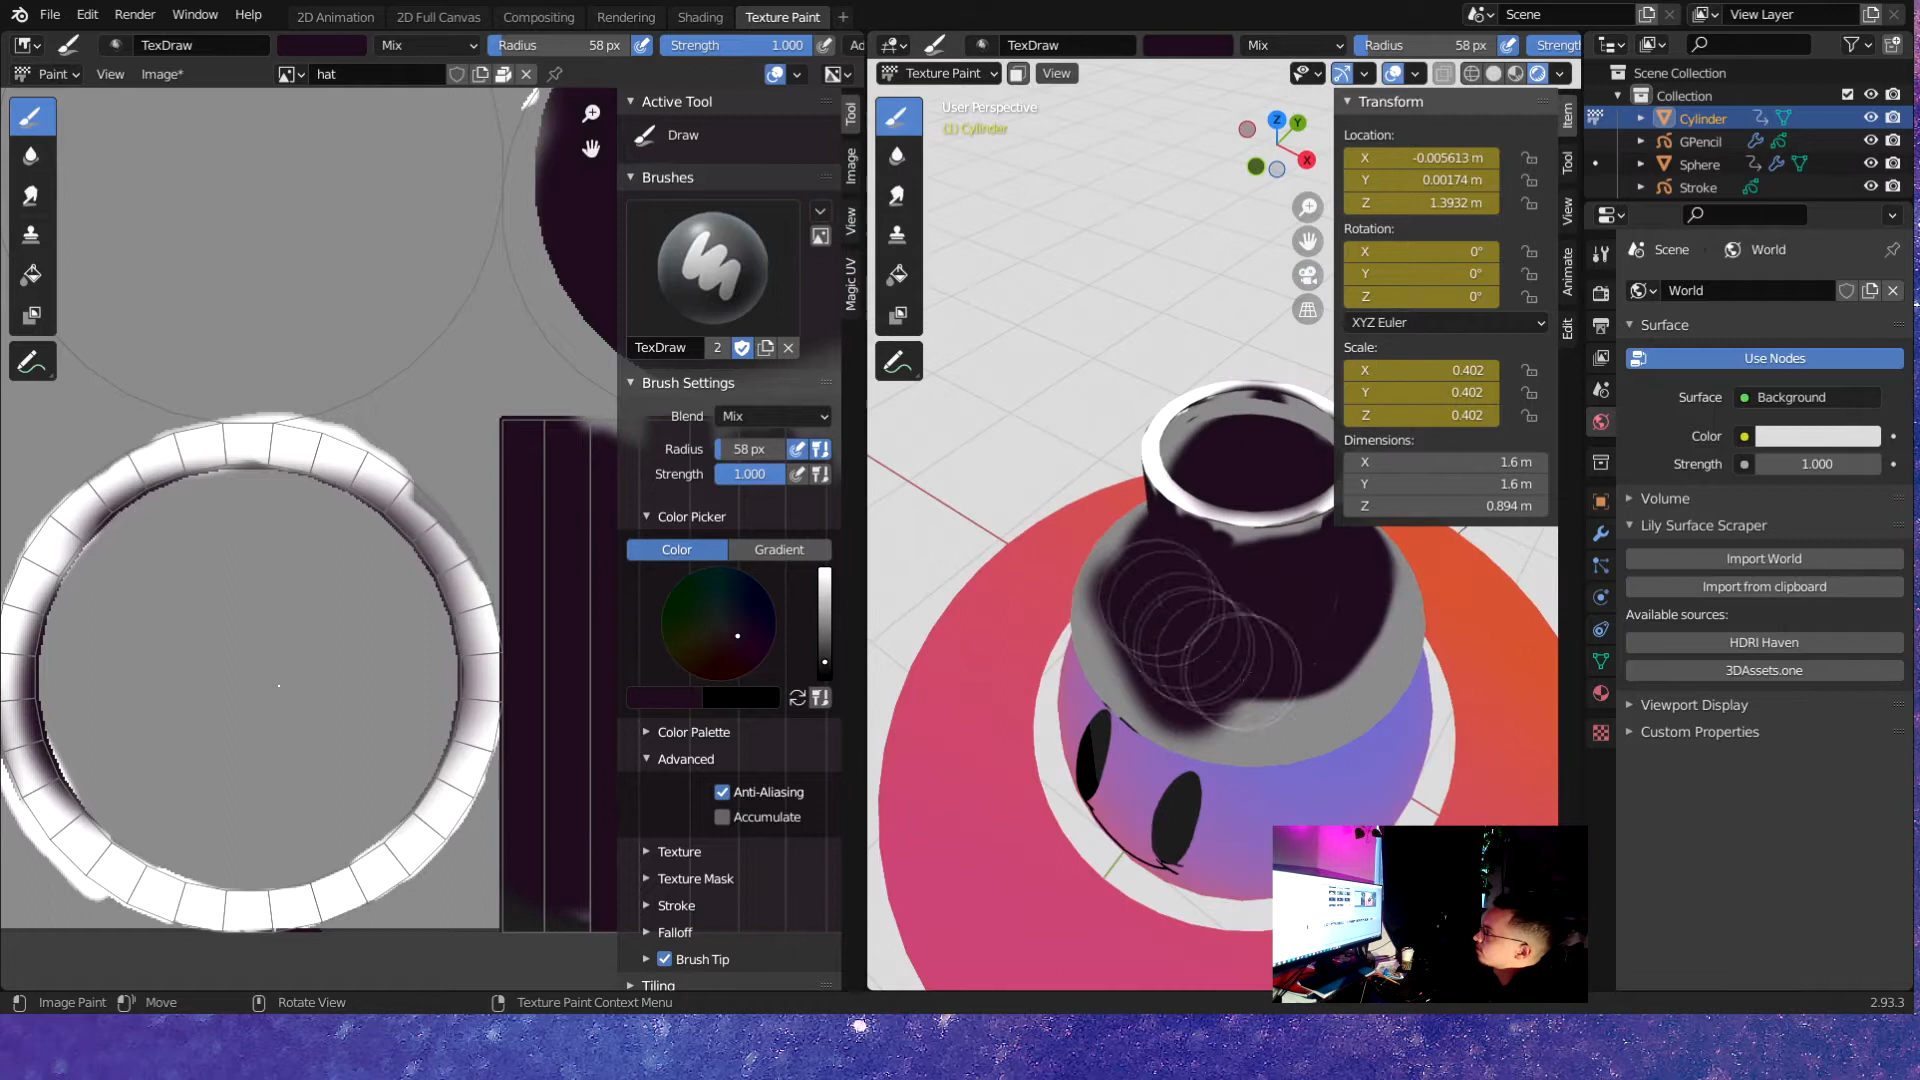 File Edit Render Window Help 2D Animation 2D Full Canvas Compositing Rendering Shading Texture Paint + Scene View Layer
TexDraw Mix Radius 58 px Strength 1.000 Ad TexDraw Mix Radius 58 px Strength
Paint View Image* hat Texture Paint View
Scene Collection
Collection
Cylinder
GPencil
Sphere
Stroke
Active Tool
Draw
Brushes
TexDraw 2
Brush Settings
Blend Mix
Radius 58 px
Strength 1.000
Color Picker
Color Gradient
Color Palette
Advanced
Anti-Aliasing
Accumulate
Texture
Texture Mask
Stroke
Falloff
Brush Tip
Tiling
Tool
Image
View
Magic UV
User Perspective
(1) Cylinder
Z
Y
X
Transform
Location:
X -0.005613 m
Y 0.00174 m
Z 1.3932 m
Rotation:
X 0°
Y 0°
Z 0°
XYZ Euler
Scale:
X 0.402
Y 0.402
Z 0.402
Dimensions:
X 1.6 m
Y 1.6 m
Z 0.894 m
Item
Tool
View
Animate
Edit
Scene World
World
Surface
Use Nodes
Surface Background
Color
Strength 1.000
Volume
Lily Surface Scraper
Import World
Import from clipboard
Available sources:
HDRI Haven
3DAssets.one
Viewport Display
Custom Properties
Image Paint Move Rotate View Texture Paint Context Menu 2.93.3